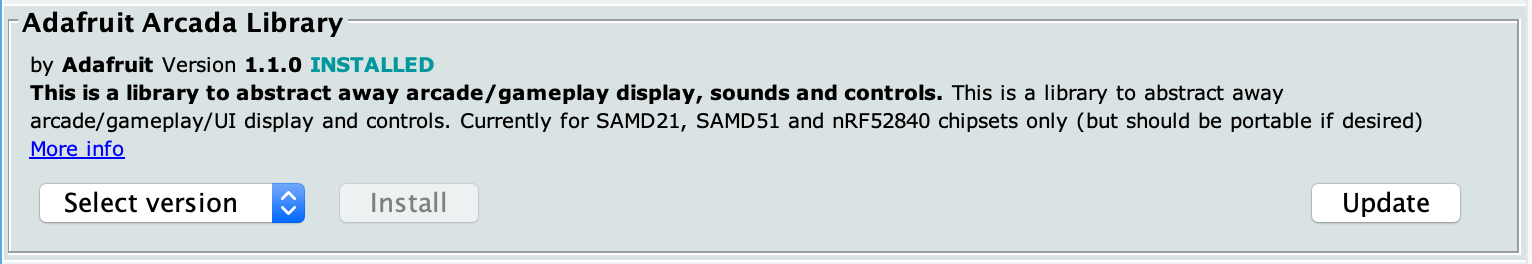 Adafruit Arcada Library
by Adafruit Version 1.1.0 INSTALLED
This is a library to abstract away arcade/gameplay display, sounds and controls. This is a library to abstract away
arcade/gameplay/UI display and controls. Currently for SAMD21, SAMD51 and nRF52840 chipsets only (but should be portable if desired)
More info
Select version Install Update